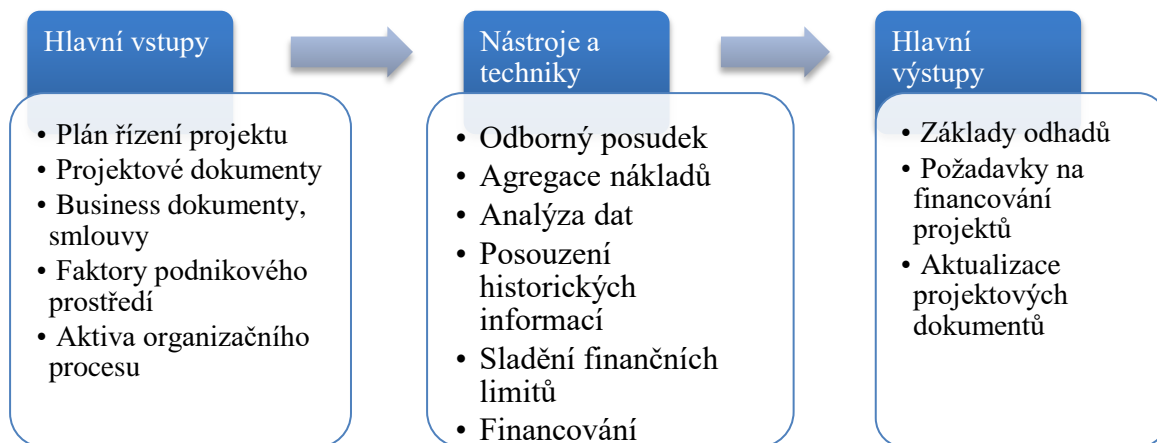 Hlavní vstupy
• Plán řízení projektu
• Projektové dokumenty
• Business dokumenty,
smlouvy
• Faktory podnikového
prostředí
• Aktiva organizačního
procesu
Nástroje a
techniky
• Odborný posudek
• Agregace nákladů
• Analýza dat
• Posouzení
historických
informací
• Sladění finančních
limitů
• Financování
Hlavní
výstupy
• Základy odhadů
• Požadavky na
financování
projektů
• Aktualizace
projektových
dokumentů